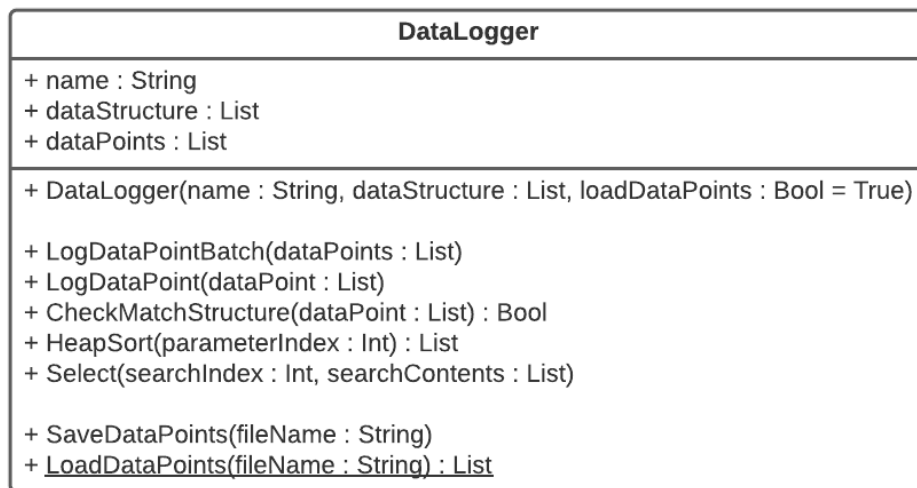 DataLogger
+ name : String
+ dataStructure : List
+ dataPoints : List
+ DataLogger(name : String, dataStructure : List, loadDataPoints : Bool = True)
+ LogDataPointBatch(dataPoints : List)
+ LogDataPoint(dataPoint : List)
+ CheckMatchStructure(dataPoint : List) : Bool
+ HeapSort(parameterIndex : Int) : List
+ Select(searchIndex : Int, searchContents : List)
+ SaveDataPoints(fileName : String)
+ LoadDataPoints(fileName : String) : List